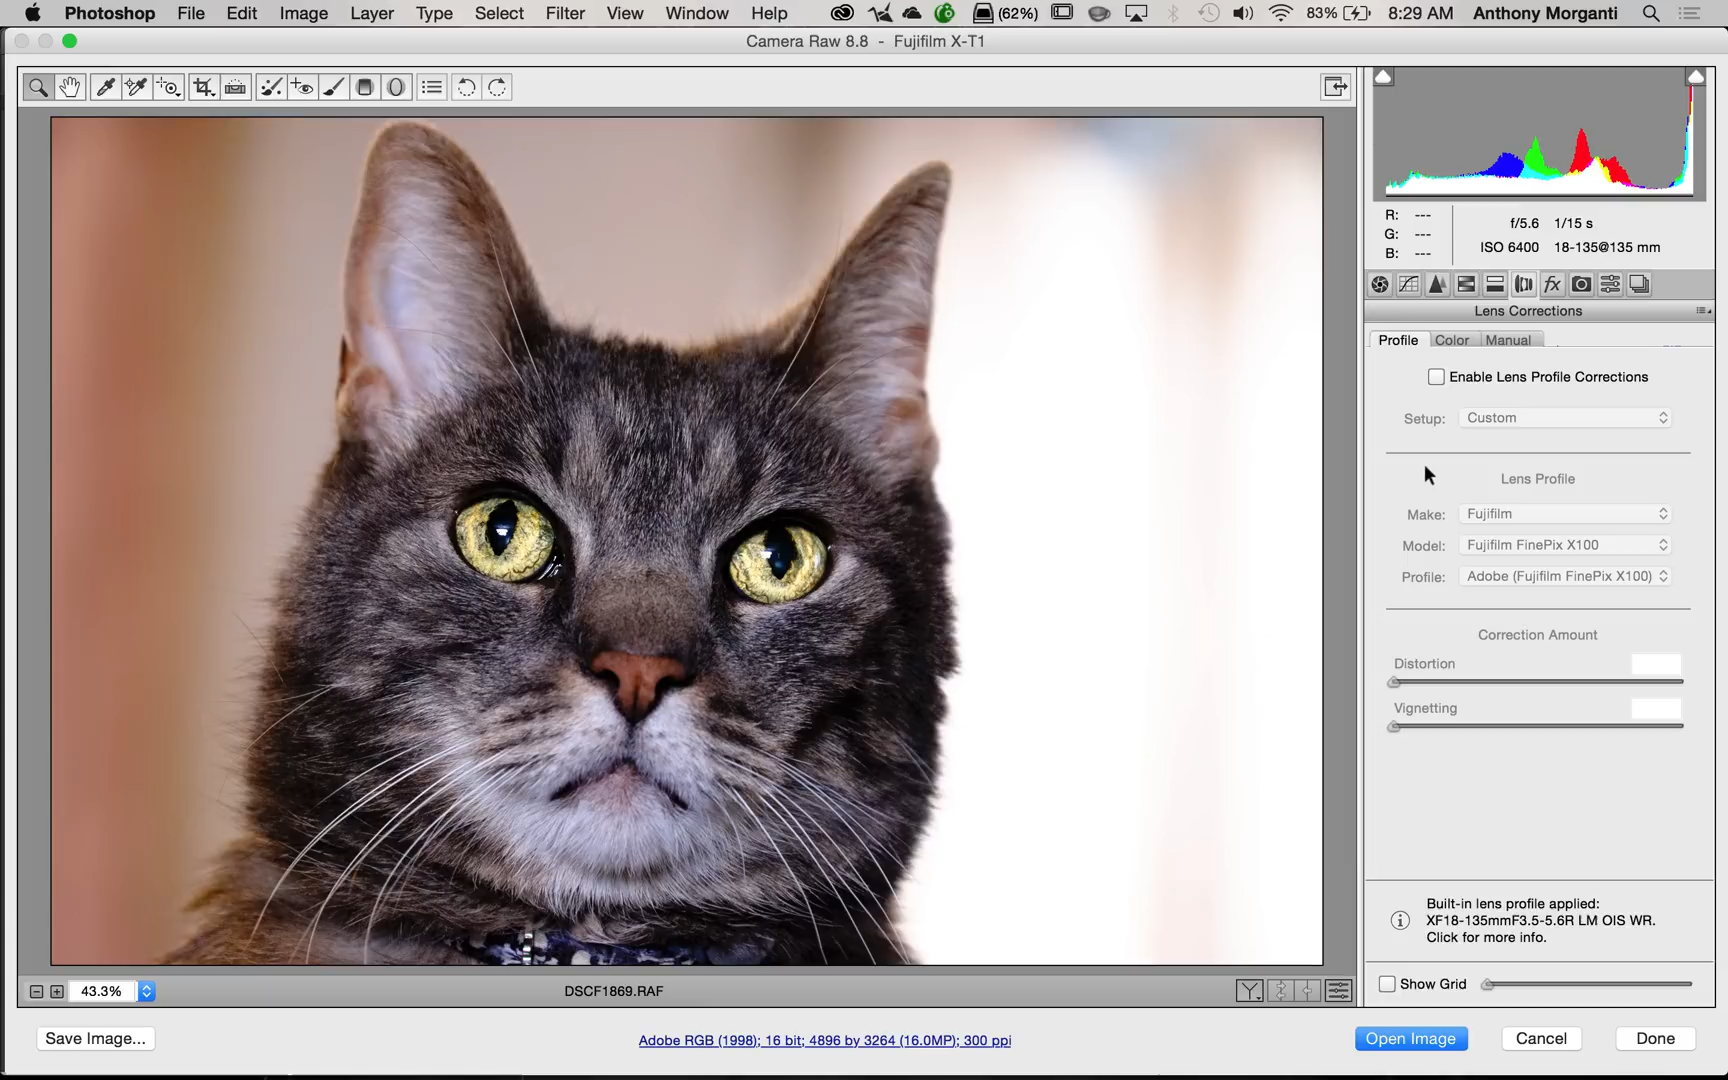 Photoshop File Edit Image Layer Type Select Filter View Window Help (62%) 83% 8:29 AM Anthony Morganti
Camera Raw 8.8 - Fujifilm X-T1
R: ---
G: ---
B: ---
f/5.6 1/15 s
ISO 6400 18-135@135 mm
fx
Lens Corrections
Profile Color Manual
Enable Lens Profile Corrections
Setup: Custom
Lens Profile
Make: Fujifilm
Model: Fujifilm FinePix X100
Profile: Adobe (Fujifilm FinePix X100)
Correction Amount
Distortion
Vignetting
Built-in lens profile applied:
XF18-135mmF3.5-5.6R LM OIS WR.
Click for more info.
Show Grid
43.3% DSCF1869.RAF Y
Save Image... Adobe RGB (1998); 16 bit; 4896 by 3264 (16.0MP); 300 ppi Open Image Cancel Done